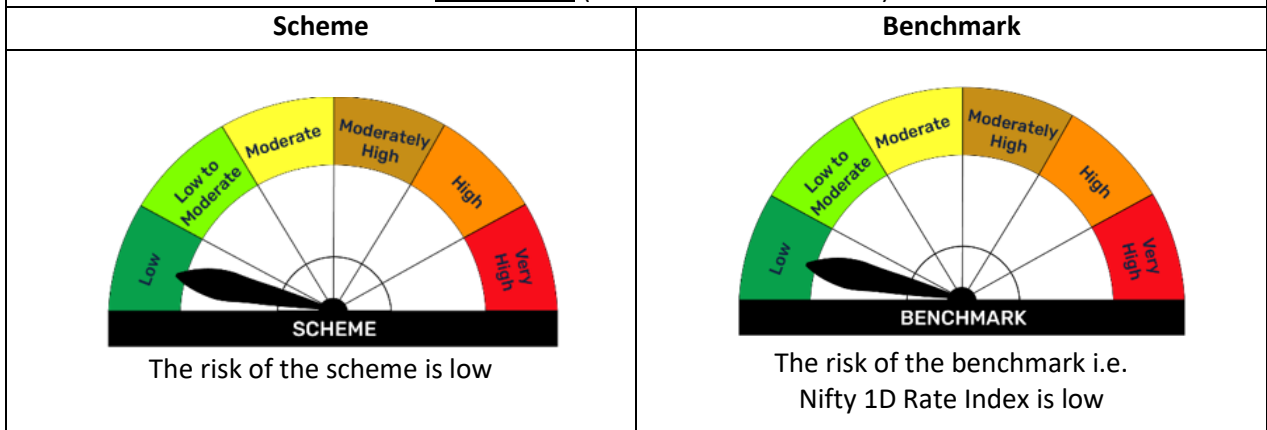 Scheme
Benchmark
Low
Low to
Moderate
Moderate
Moderately
High
High
Very
High
SCHEME
The risk of the scheme is low
Low
Low to
Moderate
Moderate
Moderately
High
High
Very
High
BENCHMARK
The risk of the benchmark i.e.
Nifty 1D Rate Index is low